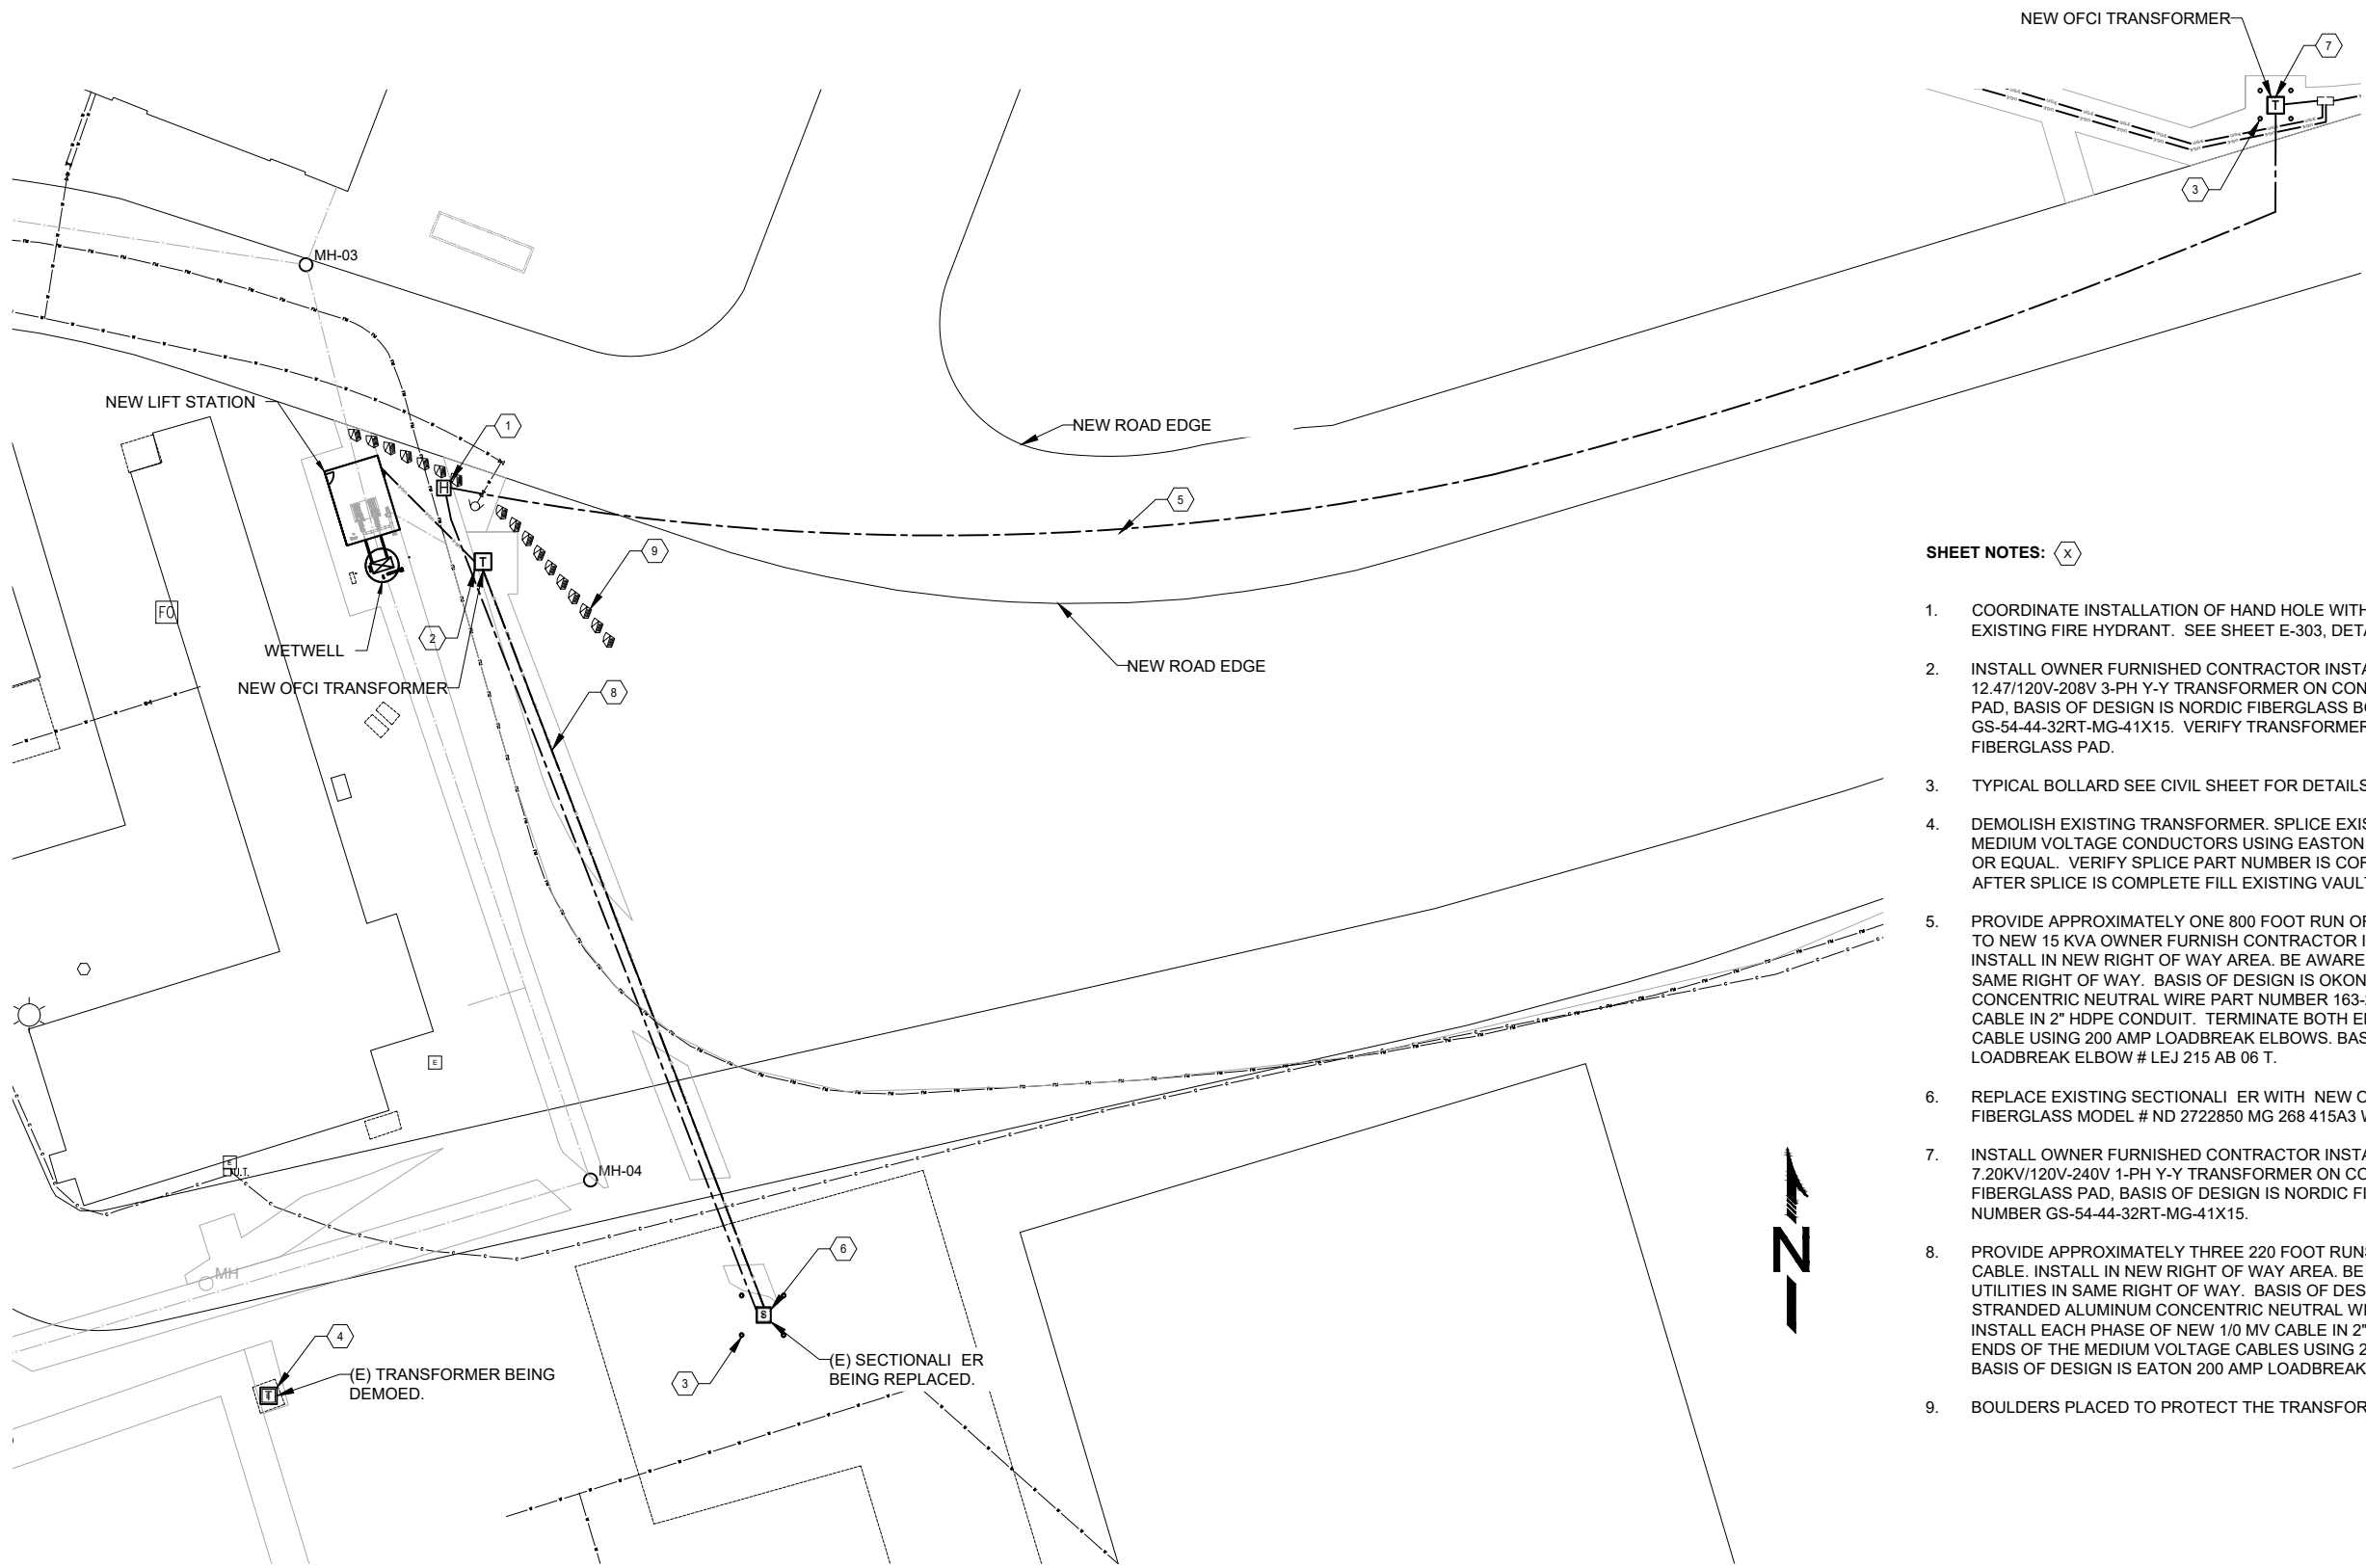 NEW OFCI TRANSFORMER
7
T
3
MH-03
NEW LIFT STATION
1
NEW ROAD EDGE
H
5
9
T
FO
2
WETWELL
NEW ROAD EDGE
NEW OFCI TRANSFORMER
8
E
E
U.T.
MH-04
MH
6
S
4
(E) TRANSFORMER BEING
DEMOED.
T
3
(E) SECTIONALI ER
BEING REPLACED.
N
SHEET NOTES: X
1. COORDINATE INSTALLATION OF HAND HOLE WITH
EXISTING FIRE HYDRANT. SEE SHEET E-303, DETA
2. INSTALL OWNER FURNISHED CONTRACTOR INSTA
12.47/120V-208V 3-PH Y-Y TRANSFORMER ON CON
PAD, BASIS OF DESIGN IS NORDIC FIBERGLASS BO
GS-54-44-32RT-MG-41X15. VERIFY TRANSFORMER
FIBERGLASS PAD.
3. TYPICAL BOLLARD SEE CIVIL SHEET FOR DETAILS
4. DEMOLISH EXISTING TRANSFORMER. SPLICE EXIS
MEDIUM VOLTAGE CONDUCTORS USING EASTON
OR EQUAL. VERIFY SPLICE PART NUMBER IS COR
AFTER SPLICE IS COMPLETE FILL EXISTING VAUL
5. PROVIDE APPROXIMATELY ONE 800 FOOT RUN OF
TO NEW 15 KVA OWNER FURNISH CONTRACTOR I
INSTALL IN NEW RIGHT OF WAY AREA. BE AWARE
SAME RIGHT OF WAY. BASIS OF DESIGN IS OKON
CONCENTRIC NEUTRAL WIRE PART NUMBER 163-
CABLE IN 2" HDPE CONDUIT. TERMINATE BOTH E
CABLE USING 200 AMP LOADBREAK ELBOWS. BAS
LOADBREAK ELBOW # LEJ 215 AB 06 T.
6. REPLACE EXISTING SECTIONALI ER WITH NEW O
FIBERGLASS MODEL # ND 2722850 MG 268 415A3 W
7. INSTALL OWNER FURNISHED CONTRACTOR INSTA
7.20KV/120V-240V 1-PH Y-Y TRANSFORMER ON CO
FIBERGLASS PAD, BASIS OF DESIGN IS NORDIC FI
NUMBER GS-54-44-32RT-MG-41X15.
8. PROVIDE APPROXIMATELY THREE 220 FOOT RUN
CABLE. INSTALL IN NEW RIGHT OF WAY AREA. BE
UTILITIES IN SAME RIGHT OF WAY. BASIS OF DES
STRANDED ALUMINUM CONCENTRIC NEUTRAL WI
INSTALL EACH PHASE OF NEW 1/0 MV CABLE IN 2"
ENDS OF THE MEDIUM VOLTAGE CABLES USING 2
BASIS OF DESIGN IS EATON 200 AMP LOADBREAK
9. BOULDERS PLACED TO PROTECT THE TRANSFOR